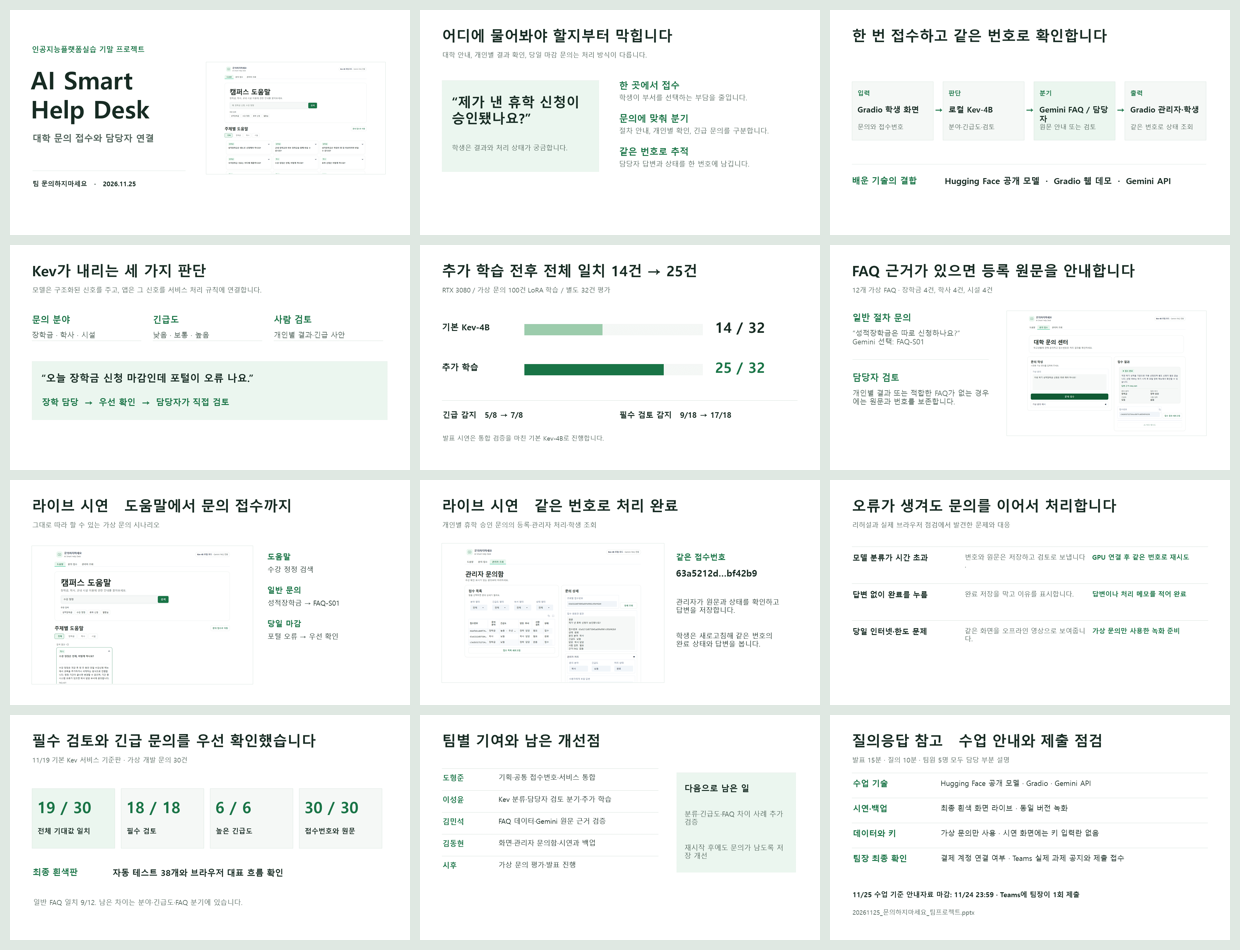 인공지능플랫폼실습 기말 프로젝트
AI Smart
Help Desk
대학 문의 접수와 담당자 연결
팀 문의하지마세요 · 2026.11.25
캠퍼스 도움말
주제별 도움말
어디에 물어봐야 할지부터 막힙니다
대학 안내, 개인별 결과 확인, 당일 마감 문의는 처리 방식이 다릅니다.
“제가 낸 휴학 신청이
승인됐나요?”
학생은 결과와 처리 상태가 궁금합니다.
한 곳에서 접수
학생이 부서를 선택하는 부담을 줄입니다.
문의에 맞춰 분기
절차 안내, 개인별 확인, 긴급 문의를 구분합니다.
같은 번호로 추적
담당자 답변과 상태를 한 번호에 남깁니다.
한 번 접수하고 같은 번호로 확인합니다
입력
Gradio 학생 화면
문의와 접수번호
→
판단
로컬 Kev-4B
분야·긴급도·검토
→
분기
Gemini FAQ / 담당
자
원문 안내 또는 검토
→
출력
Gradio 관리자·학생
같은 번호로 상태 조회
배운 기술의 결합
Hugging Face 공개 모델 · Gradio 웹 데모 · Gemini API
Kev가 내리는 세 가지 판단
모델은 구조화된 신호를 주고, 앱은 그 신호를 서비스 처리 규칙에 연결합니다.
문의 분야
장학금 · 학사 · 시설
긴급도
낮음 · 보통 · 높음
사람 검토
개인별 결과·긴급 사안
“오늘 장학금 신청 마감인데 포털이 오류 나요.”
장학 담당 → 우선 확인 → 담당자가 직접 검토
추가 학습 전후 전체 일치 14건 → 25건
RTX 3080 / 가상 문의 100건 LoRA 학습 / 별도 32건 평가
기본 Kev-4B
14 / 32
추가 학습
25 / 32
긴급 감지 5/8 → 7/8
필수 검토 감지 9/18 → 17/18
발표 시연은 통합 검증을 마친 기본 Kev-4B로 진행합니다.
FAQ 근거가 있으면 등록 원문을 안내합니다
12개 가상 FAQ · 장학금 4건, 학사 4건, 시설 4건
일반 절차 문의
“성적장학금은 따로 신청하나요?”
Gemini 선택: FAQ-S01
담당자 검토
개인별 결과 또는 적합한 FAQ가 없는 경우
에는 원문과 번호를 보존합니다.
대학 문의 센터
라이브 시연 도움말에서 문의 접수까지
그대로 따라 할 수 있는 가상 문의 시나리오
캠퍼스 도움말
주제별 도움말
도움말
수강 정정 검색
일반 문의
성적장학금 → FAQ-S01
당일 마감
포털 오류 → 우선 확인
라이브 시연 같은 번호로 처리 완료
개인별 휴학 승인 문의의 등록·관리자 처리·학생 조회
관리자 문의함
같은 접수번호
63a5212d…bf42b9
관리자가 원문과 상태를 확인하고
답변을 저장합니다.
학생은 새로고침해 같은 번호의
완료 상태와 답변을 봅니다.
오류가 생겨도 문의를 이어서 처리합니다
리허설과 실제 브라우저 점검에서 발견한 문제와 대응
모델 분류가 시간 초과
번호와 원문은 저장하고 검토로 보냅니다
.
GPU 연결 후 같은 번호로 재시도
답변 없이 완료를 누름
완료 저장을 막고 이유를 표시합니다.
답변이나 처리 메모를 적어 완료
당일 인터넷·한도 문제
같은 화면을 오프라인 영상으로 보여줍니
다.
가상 문의만 사용한 녹화 준비
필수 검토와 긴급 문의를 우선 확인했습니다
11/19 기본 Kev 서비스 기준판 · 가상 개발 문의 30건
19 / 30
전체 기대값 일치
18 / 18
필수 검토
6 / 6
높은 긴급도
30 / 30
접수번호와 원문
최종 흰색판
자동 테스트 38개와 브라우저 대표 흐름 확인
일반 FAQ 일치 9/12. 남은 차이는 분야·긴급도·FAQ 분기에 있습니다.
팀별 기여와 남은 개선점
도형준
기획·공통 접수번호·서비스 통합
이성윤
Kev 분류·담당자 검토 분기·추가 학습
김민석
FAQ 데이터·Gemini 원문 근거 검증
김동현
화면·관리자 문의함·시연과 백업
시후
가상 문의 평가·발표 진행
다음으로 남은 일
분류·긴급도·FAQ 차이 사례 추가
검증
재시작 후에도 문의가 남도록 저
장 개선
질의응답 참고 수업 안내와 제출 점검
발표 15분 · 질의 10분 · 팀원 5명 모두 담당 부분 설명
수업 기술
Hugging Face 공개 모델 · Gradio · Gemini API
시연·백업
최종 흰색 화면 라이브 · 동일 버전 녹화
데이터와 키
가상 문의만 사용 · 시연 화면에는 키 입력란 없음
팀장 최종 확인
결제 계정 연결 여부 · Teams 실제 과제 공지와 제출 접수
11/25 수업 기준 안내자료 마감: 11/24 23:59 · Teams에 팀장이 1회 제출
20261125_문의하지마세요_팀프로젝트.pptx